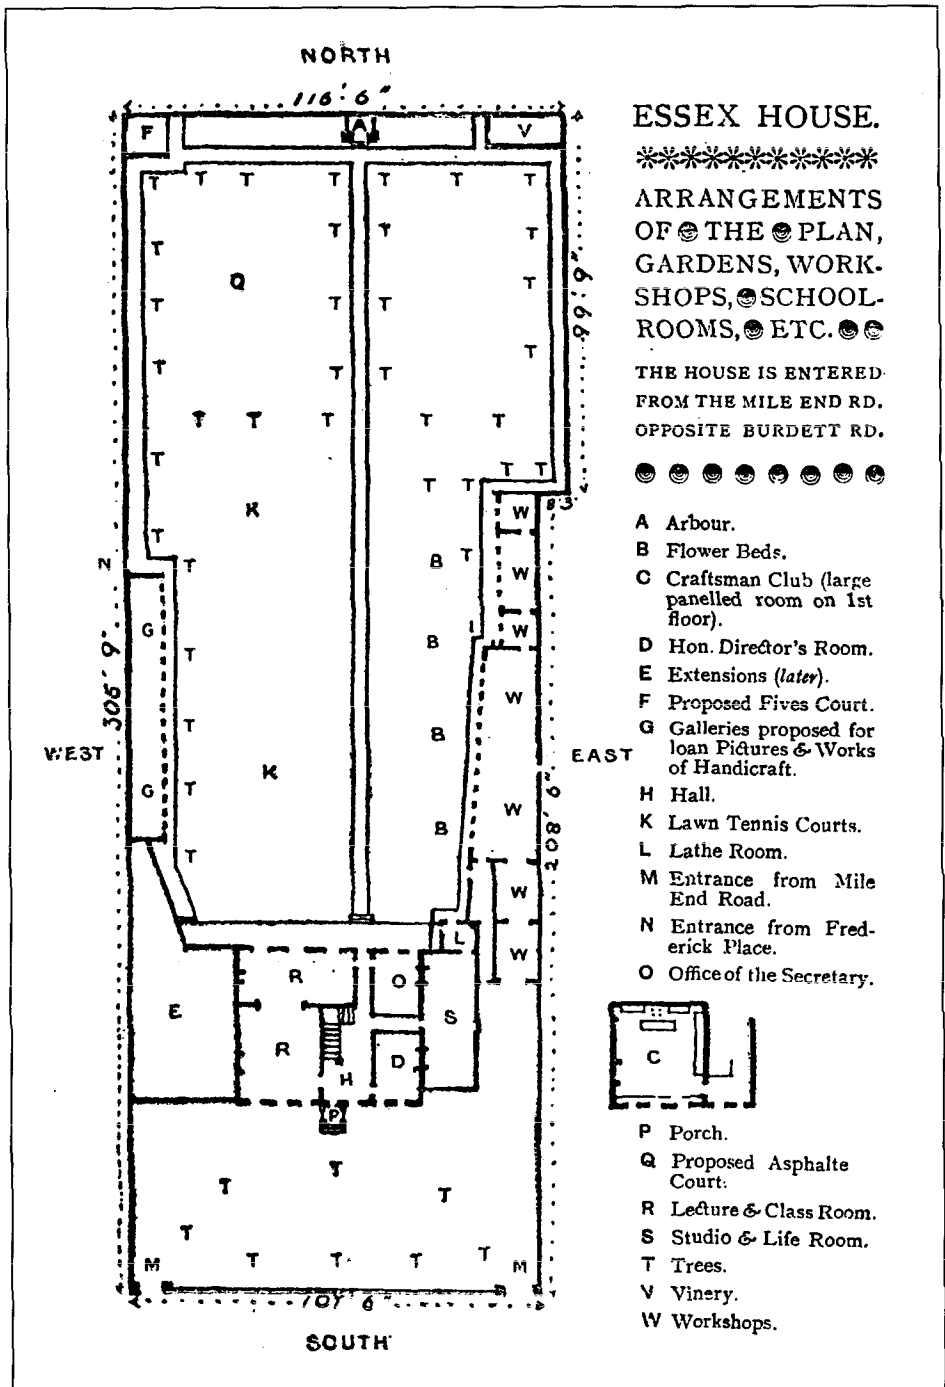 NORTH
116' 6"
F
A
V
T T T T T T T
T T T T
Q
T
T T T T
T
T T T
T T T T T
T T T
T T
K
W
T
B T
W
N
T
99' 9"
8' 3"
G
I
W
B
T
306' 9"
W
T
B
WEST
EAST
K
G
T
W
B
208' 6"
T
W
L
W
R
O
E
S
R
D
H
P
T
T
T
T
T
T
T
T
M
M
107' 6"
SOUTH
ESSEX HOUSE.
ARRANGEMENTS
OF THE PLAN,
GARDENS, WORK-
SHOPS, SCHOOL-
ROOMS, ETC.
THE HOUSE IS ENTERED
FROM THE MILE END RD.
OPPOSITE BURDETT RD.
A Arbour.
B Flower Beds.
C Craftsman Club (large
panelled room on 1st
floor).
D Hon. Director's Room.
E Extensions (later).
F Proposed Fives Court.
G Galleries proposed for
loan Pictures & Works
of Handicraft.
H Hall.
K Lawn Tennis Courts.
L Lathe Room.
M Entrance from Mile
End Road.
N Entrance from Fred-
erick Place.
O Office of the Secretary.
C
P Porch.
Q Proposed Asphalte
Court.
R Lecture & Class Room.
S Studio & Life Room.
T Trees.
V Vinery.
W Workshops.